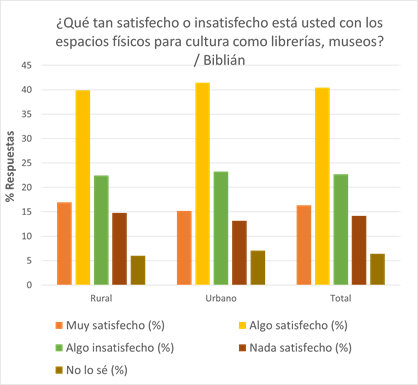 ¿Qué tan satisfecho o insatisfecho está usted con los
espacios físicos para cultura como librerías, museos?
/ Biblián
% Respuestas
45
40
35
30
25
20
15
10
5
0
Rural Urbano Total
Muy satisfecho (%) Algo satisfecho (%)
Algo insatisfecho (%) Nada satisfecho (%)
No lo sé (%)